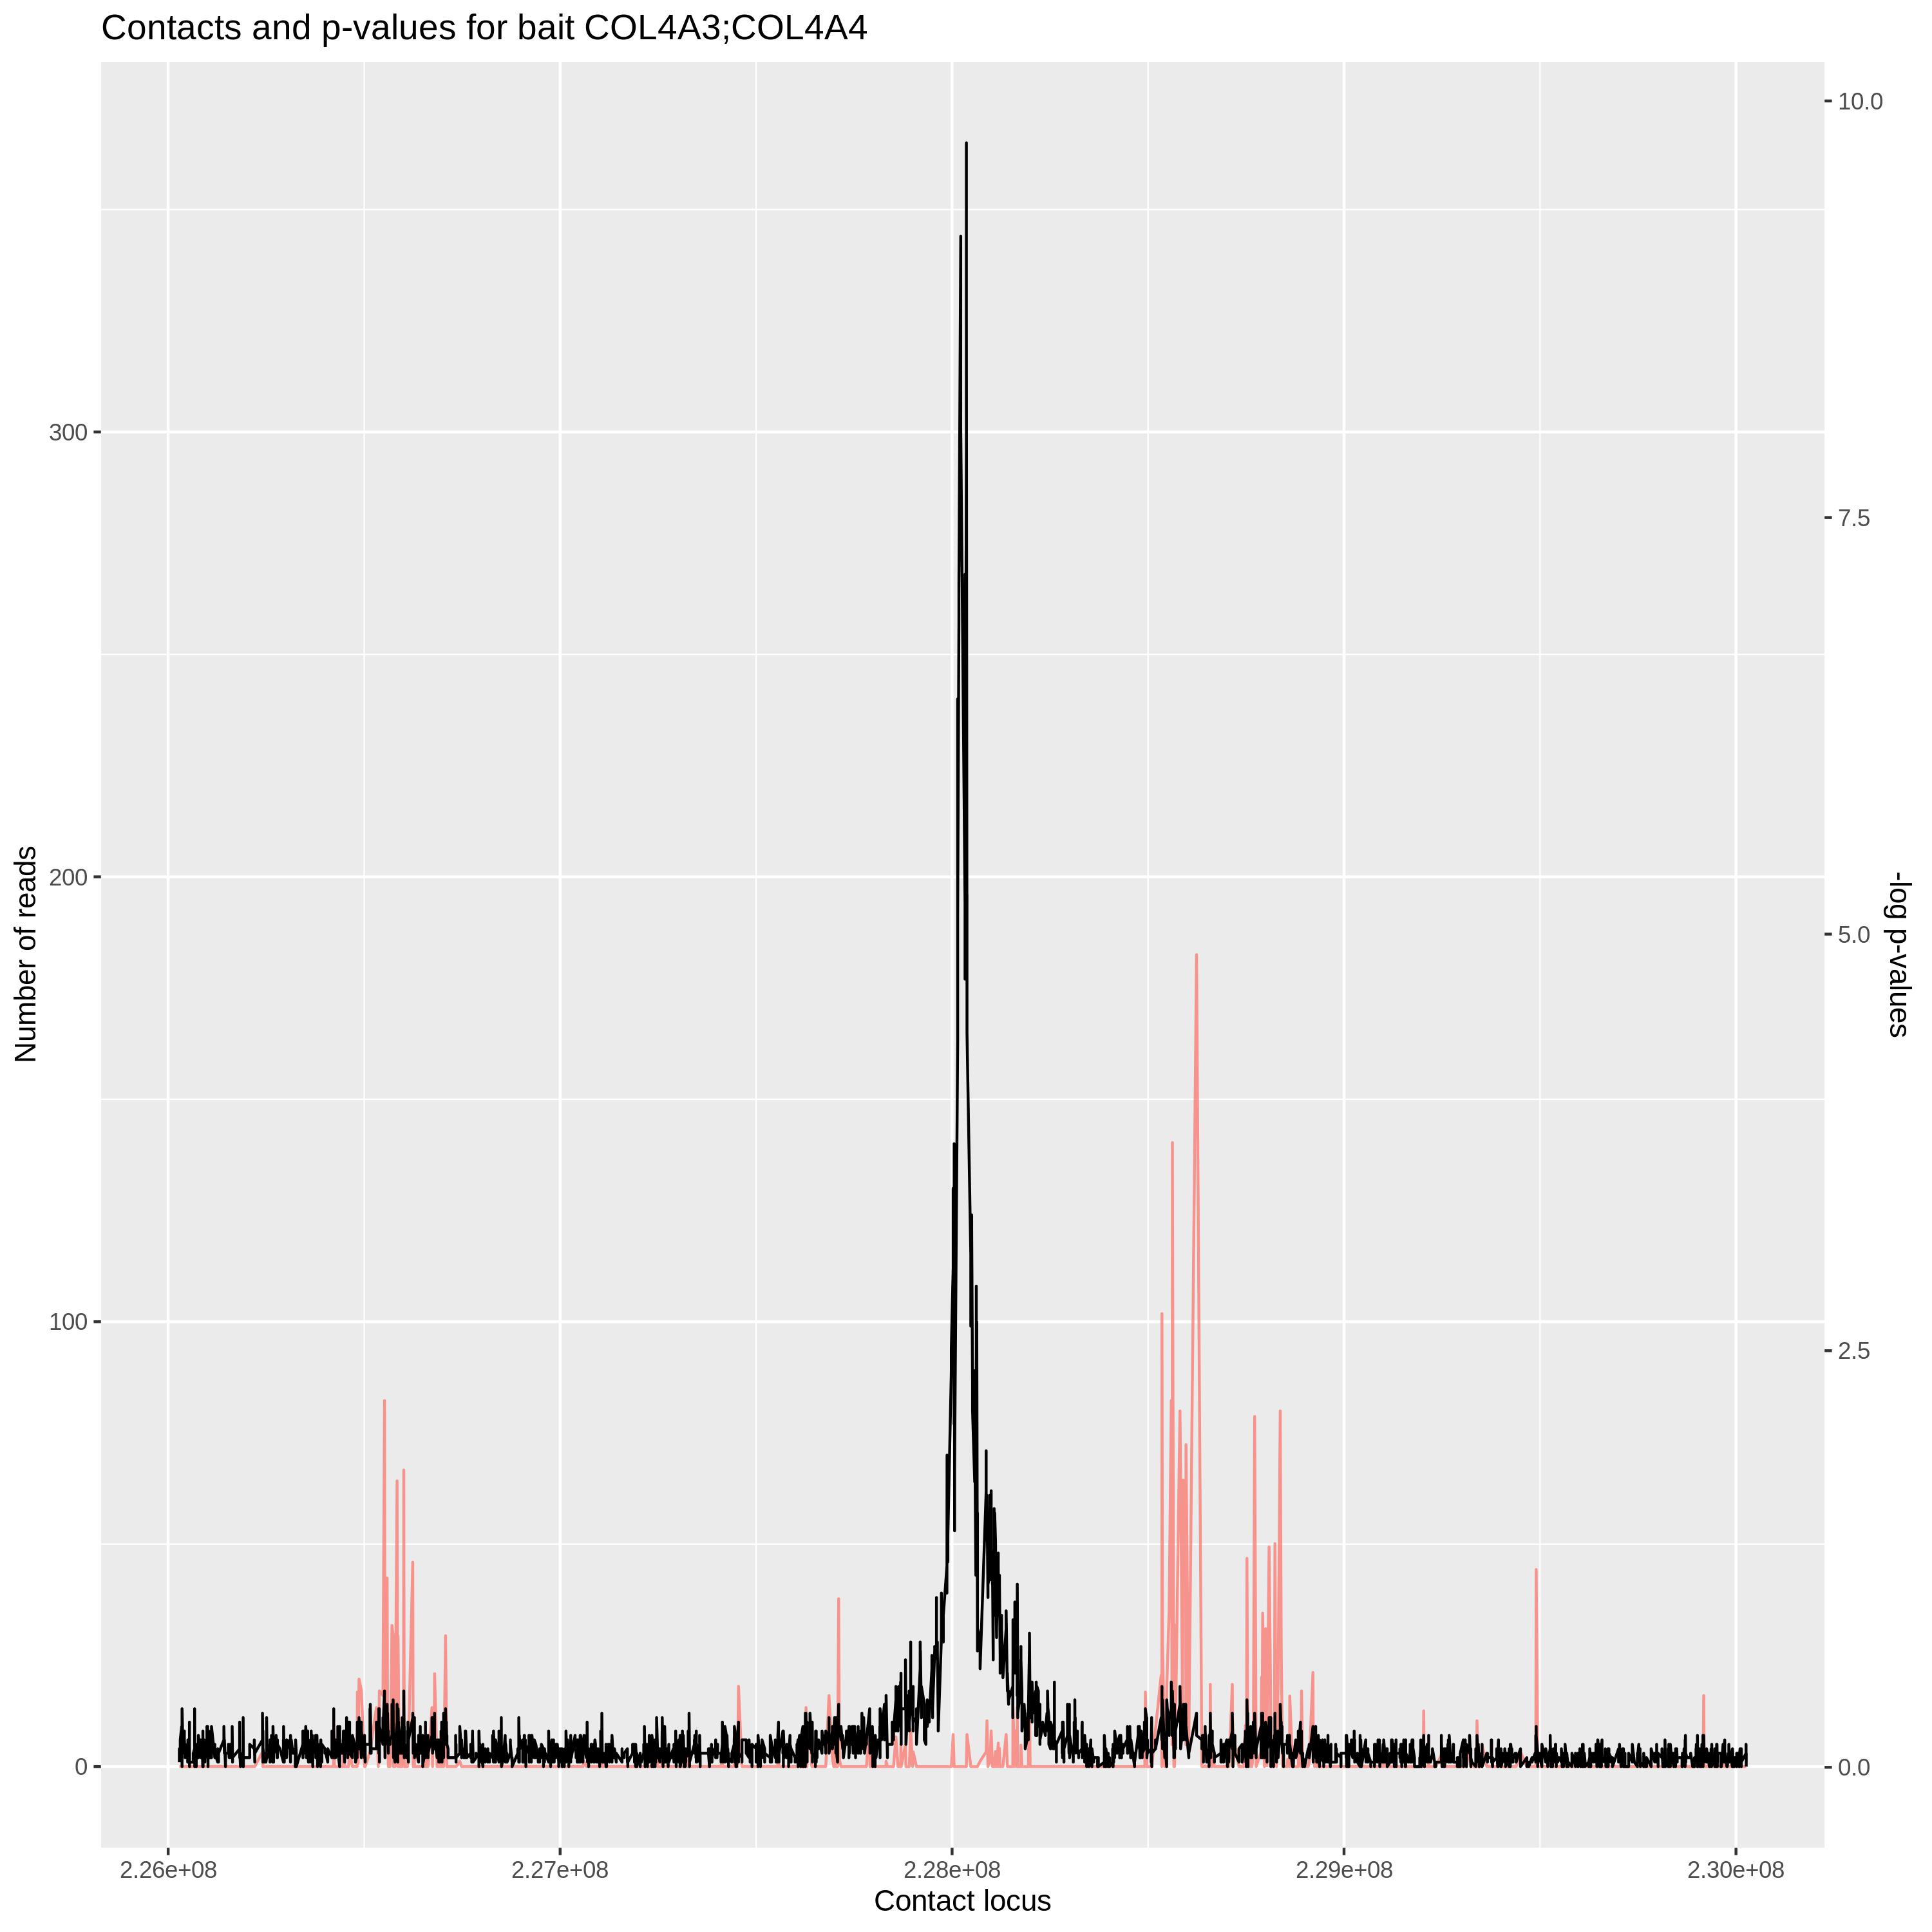 Contacts and p-values for bait COL4A3;COL4A4
10.0
7.5
5.0
2.5
0.0
-log p-values
300
200
100
0
Number of reads
2.26e+08
2.27e+08
2.28e+08
2.29e+08
2.30e+08
Contact locus